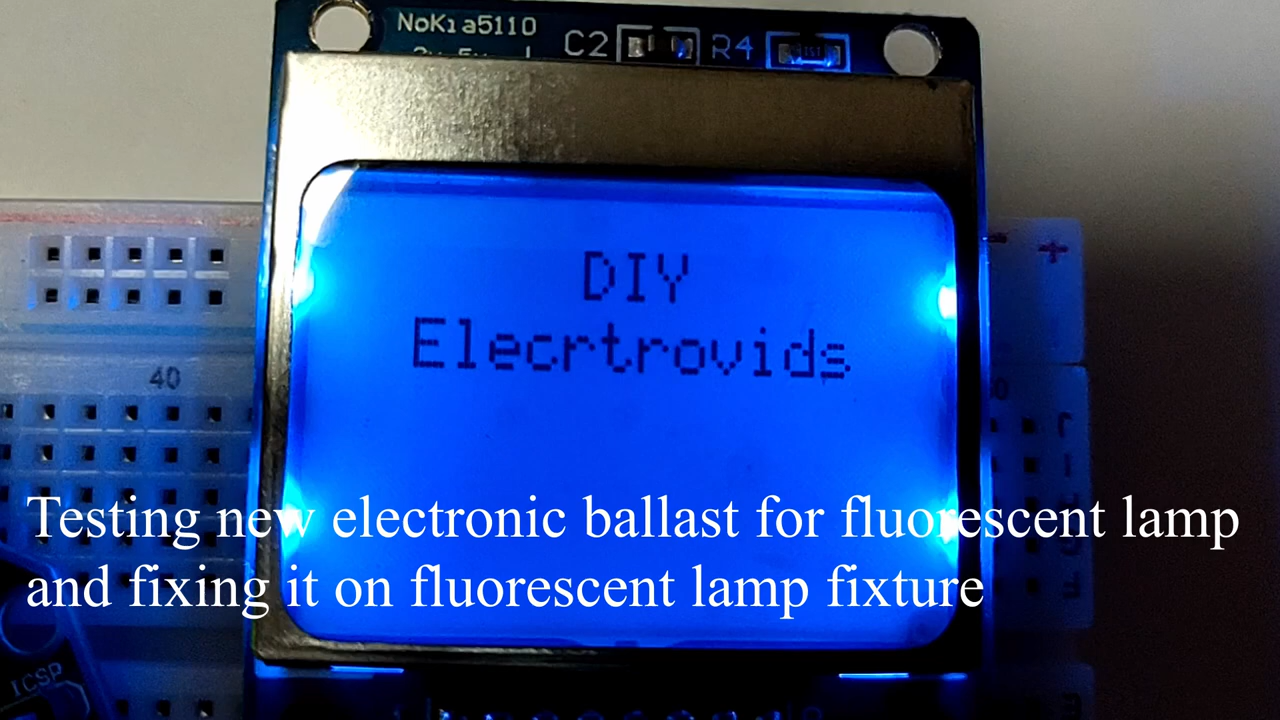 NoKia5110
C2 R4
DIY
Elecrtrovids
40
Testing new electronic ballast for fluorescent lamp
and fixing it on fluorescent lamp fixture
ICSP